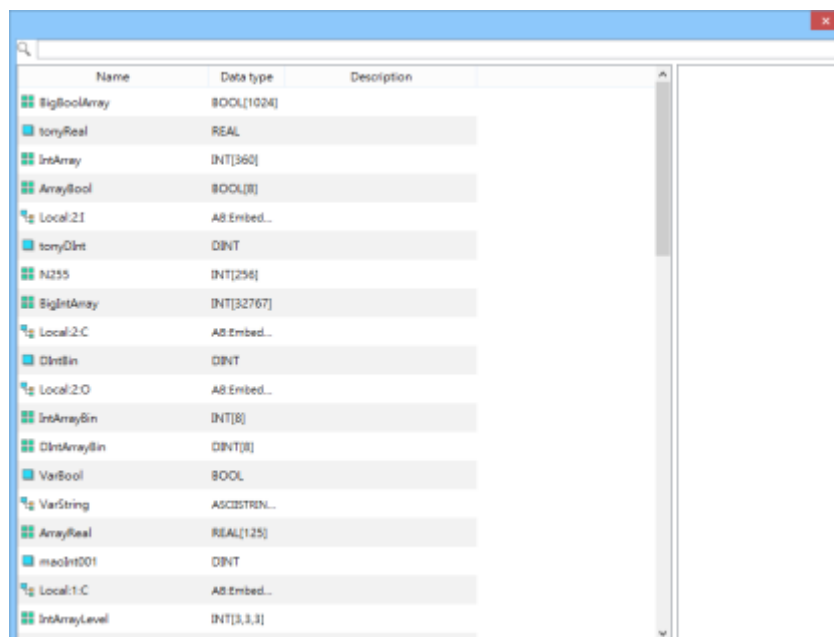 Name Data type Description
BigBoolArray BOOL[1024]
tonyReal REAL
IntArray INT[360]
ArrayBool BOOL[8]
Local:2:I AB:Embed...
tonyDInt DINT
N255 INT[256]
BigIntArray INT[32767]
Local:2:C AB:Embed...
DIntBin DINT
Local:2:O AB:Embed...
IntArrayBin INT[8]
DIntArrayBin DINT[8]
VarBool BOOL
VarString ASCIISTRIN...
ArrayReal REAL[125]
maoInt001 DINT
Local:1:C AB:Embed...
IntArrayLevel INT[3,3,3]